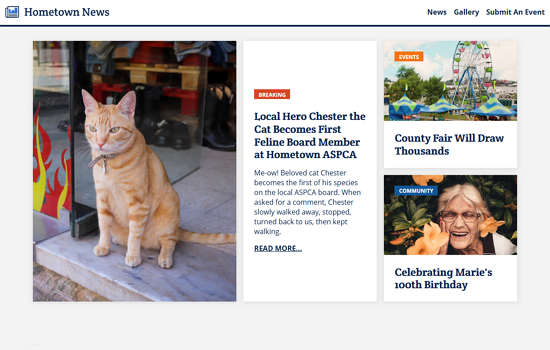 Hometown News
News Gallery Submit An Event
BREAKING
Local Hero Chester the
Cat Becomes First
Feline Board Member
at Hometown ASPCA
Me-ow! Beloved cat Chester
becomes the first of his species
on the local ASPCA board. When
asked for a comment, Chester
slowly walked away, stopped,
turned back to us, then kept
walking.
READ MORE...
EVENTS
County Fair Will Draw
Thousands
COMMUNITY
Celebrating Marie's
100th Birthday